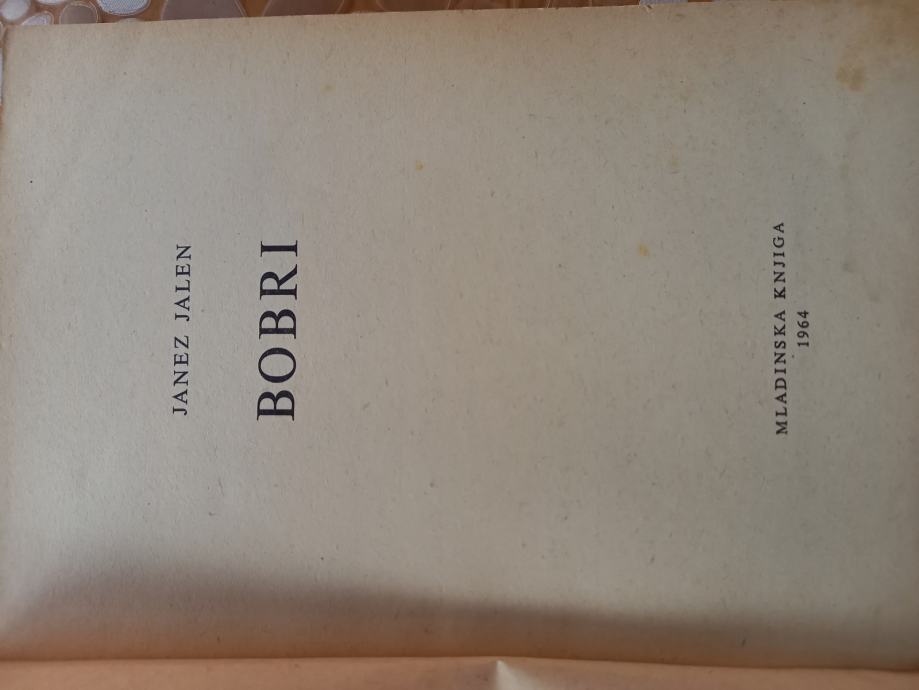 JANEZ JALEN
BOBRI
MLADINSKA KNJIGA
1964